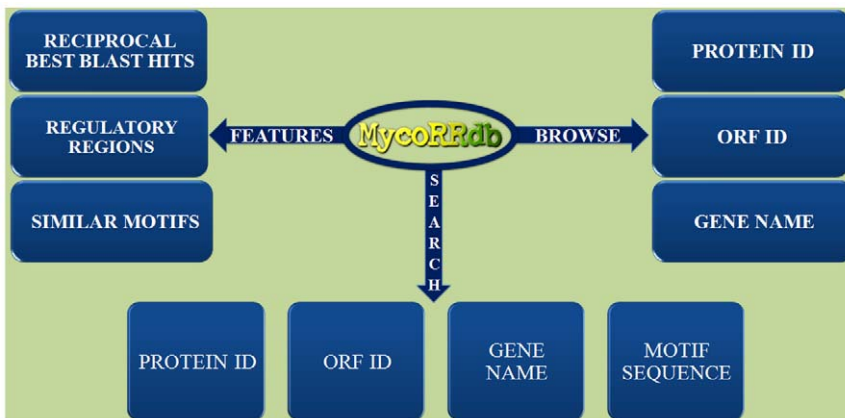 RECIPROCAL
BEST BLAST HITS
REGULATORY
REGIONS
SIMILAR MOTIFS
FEATURES
MycoRRdb
BROWSE
PROTEIN ID
ORF ID
GENE NAME
SEARCH
PROTEIN ID
ORF ID
GENE
NAME
MOTIF
SEQUENCE